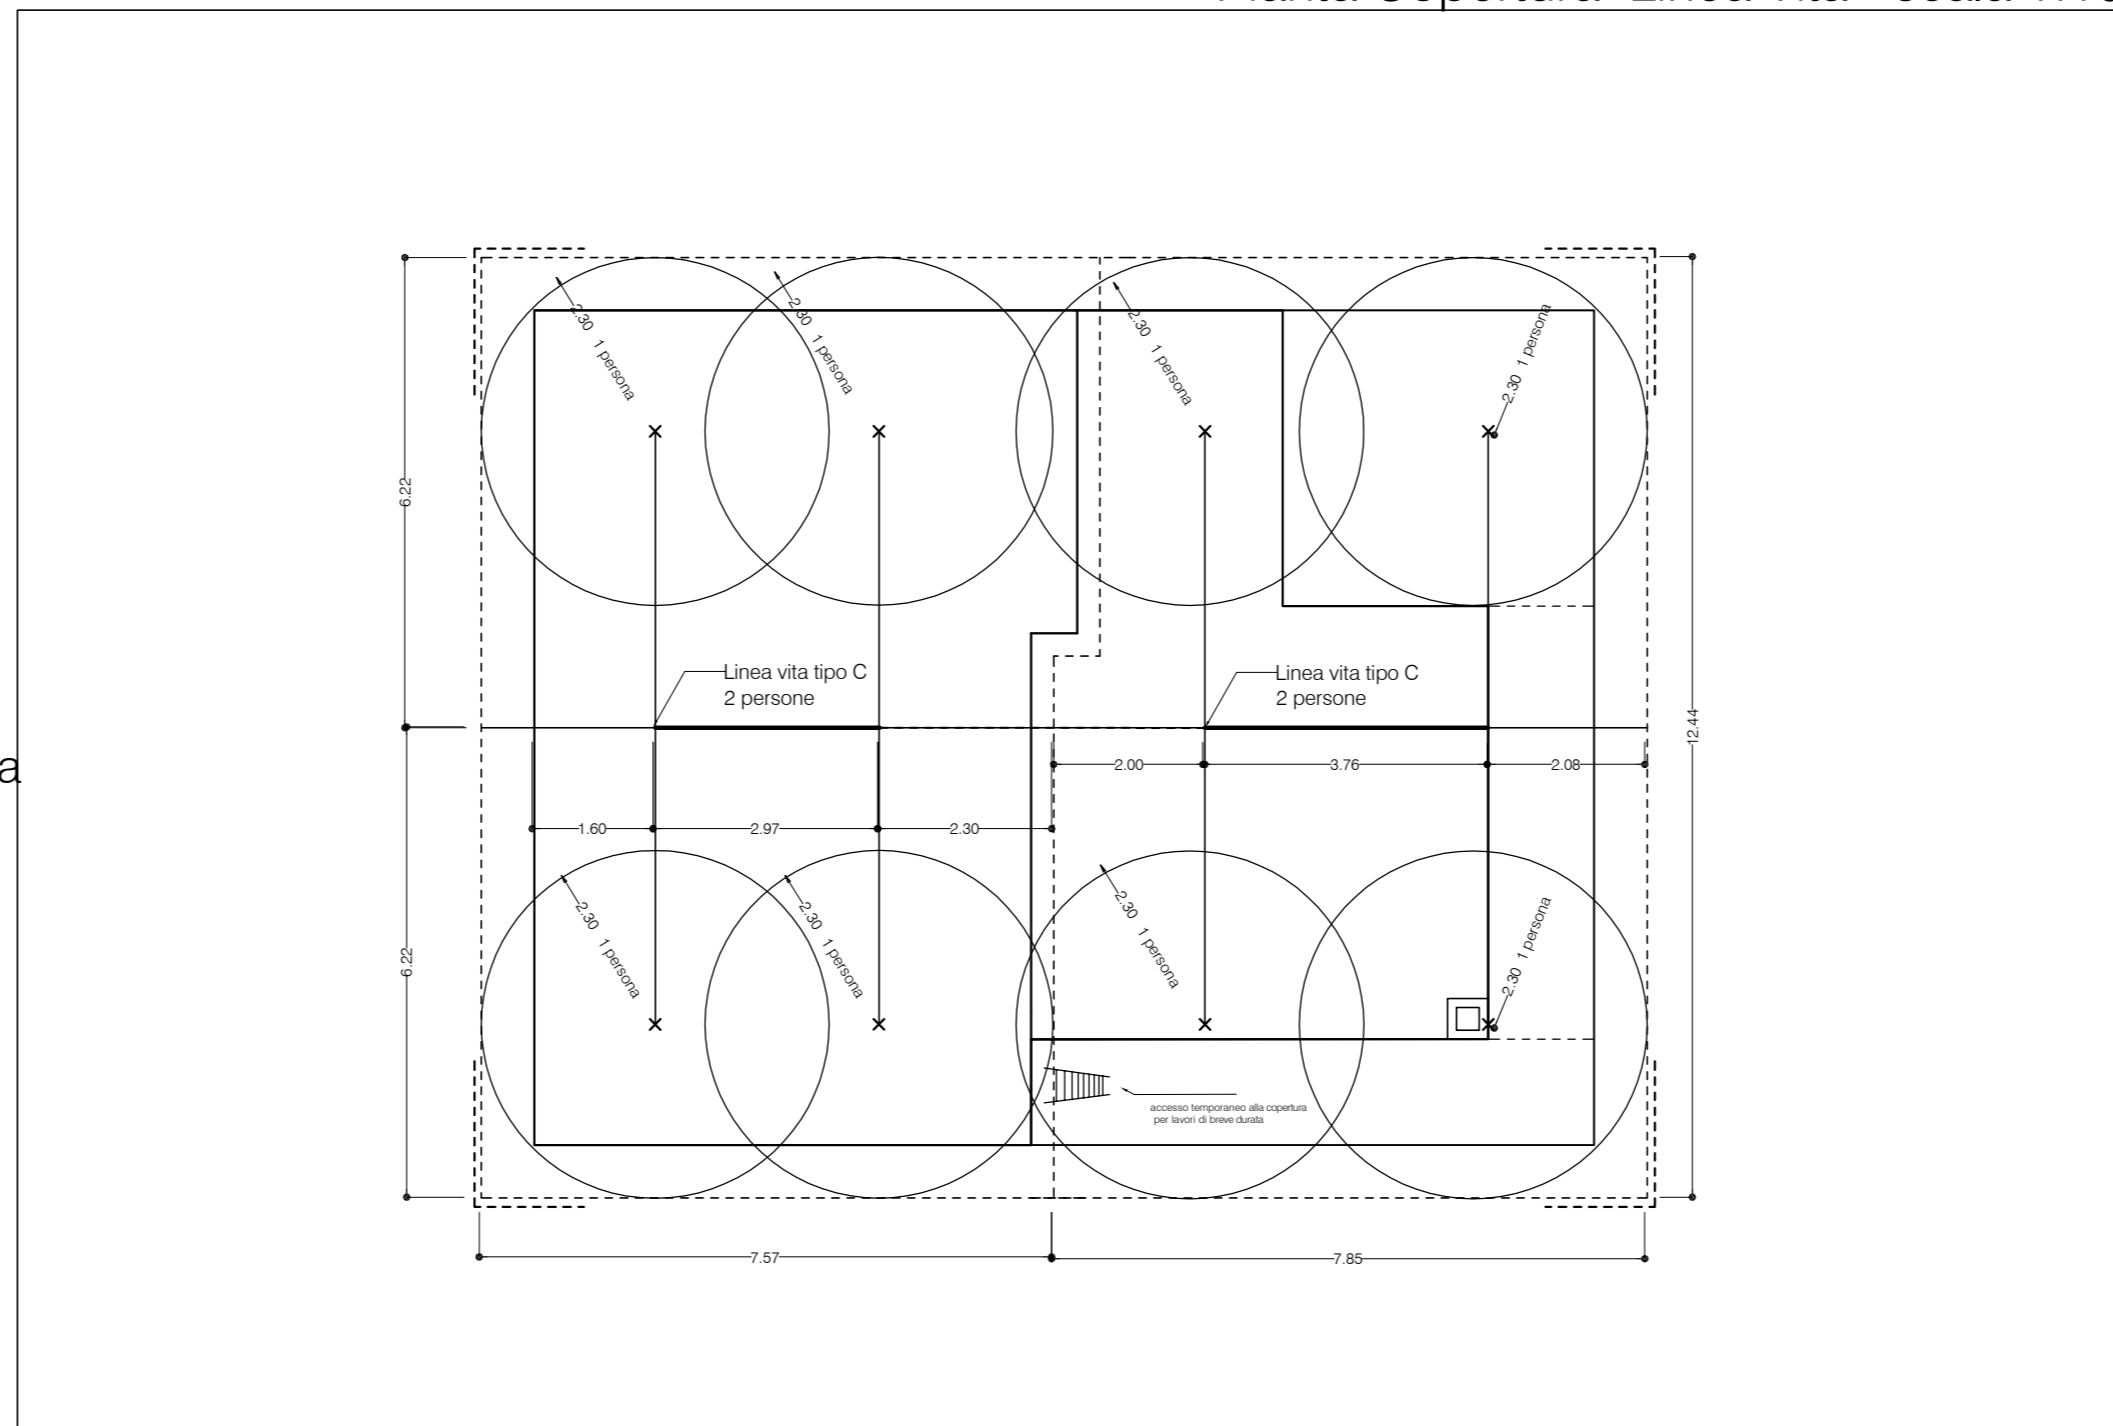 2.30 1 persona
2.30 1 persona
2.30 1 persona
2.30 1 persona
6.22
Linea vita tipo C
2 persone
Linea vita tipo C
2 persone
12.44
a
2.00
3.76
2.08
1.60
2.97
2.30
2.30 1 persona
2.30 1 persona
2.30 1 persona
2.30 1 persona
6.22
accesso temporaneo alla copertura
per lavori di breve durata
7.57
7.85